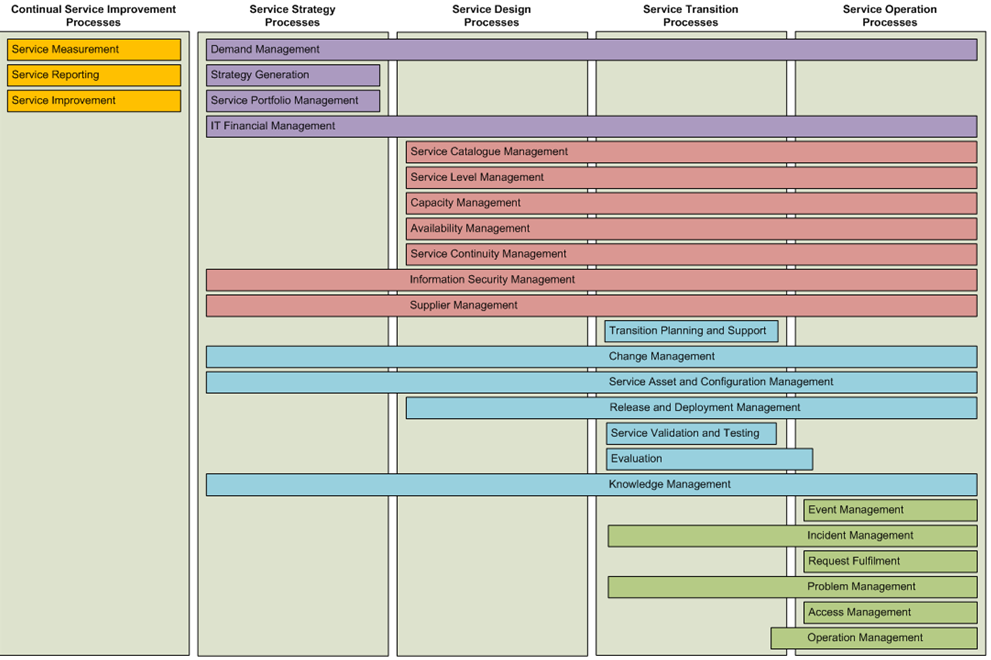 Continual Service Improvement
Processes
Service Strategy
Processes
Service Design
Processes
Service Transition
Processes
Service Operation
Processes
Service Measurement
Demand Management
Service Reporting
Strategy Generation
Service Improvement
Service Portfolio Management
IT Financial Management
Service Catalogue Management
Service Level Management
Capacity Management
Availability Management
Service Continuity Management
Information Security Management
Supplier Management
Transition Planning and Support
Change Management
Service Asset and Configuration Management
Release and Deployment Management
Service Validation and Testing
Evaluation
Knowledge Management
Event Management
Incident Management
Request Fulfilment
Problem Management
Access Management
Operation Management